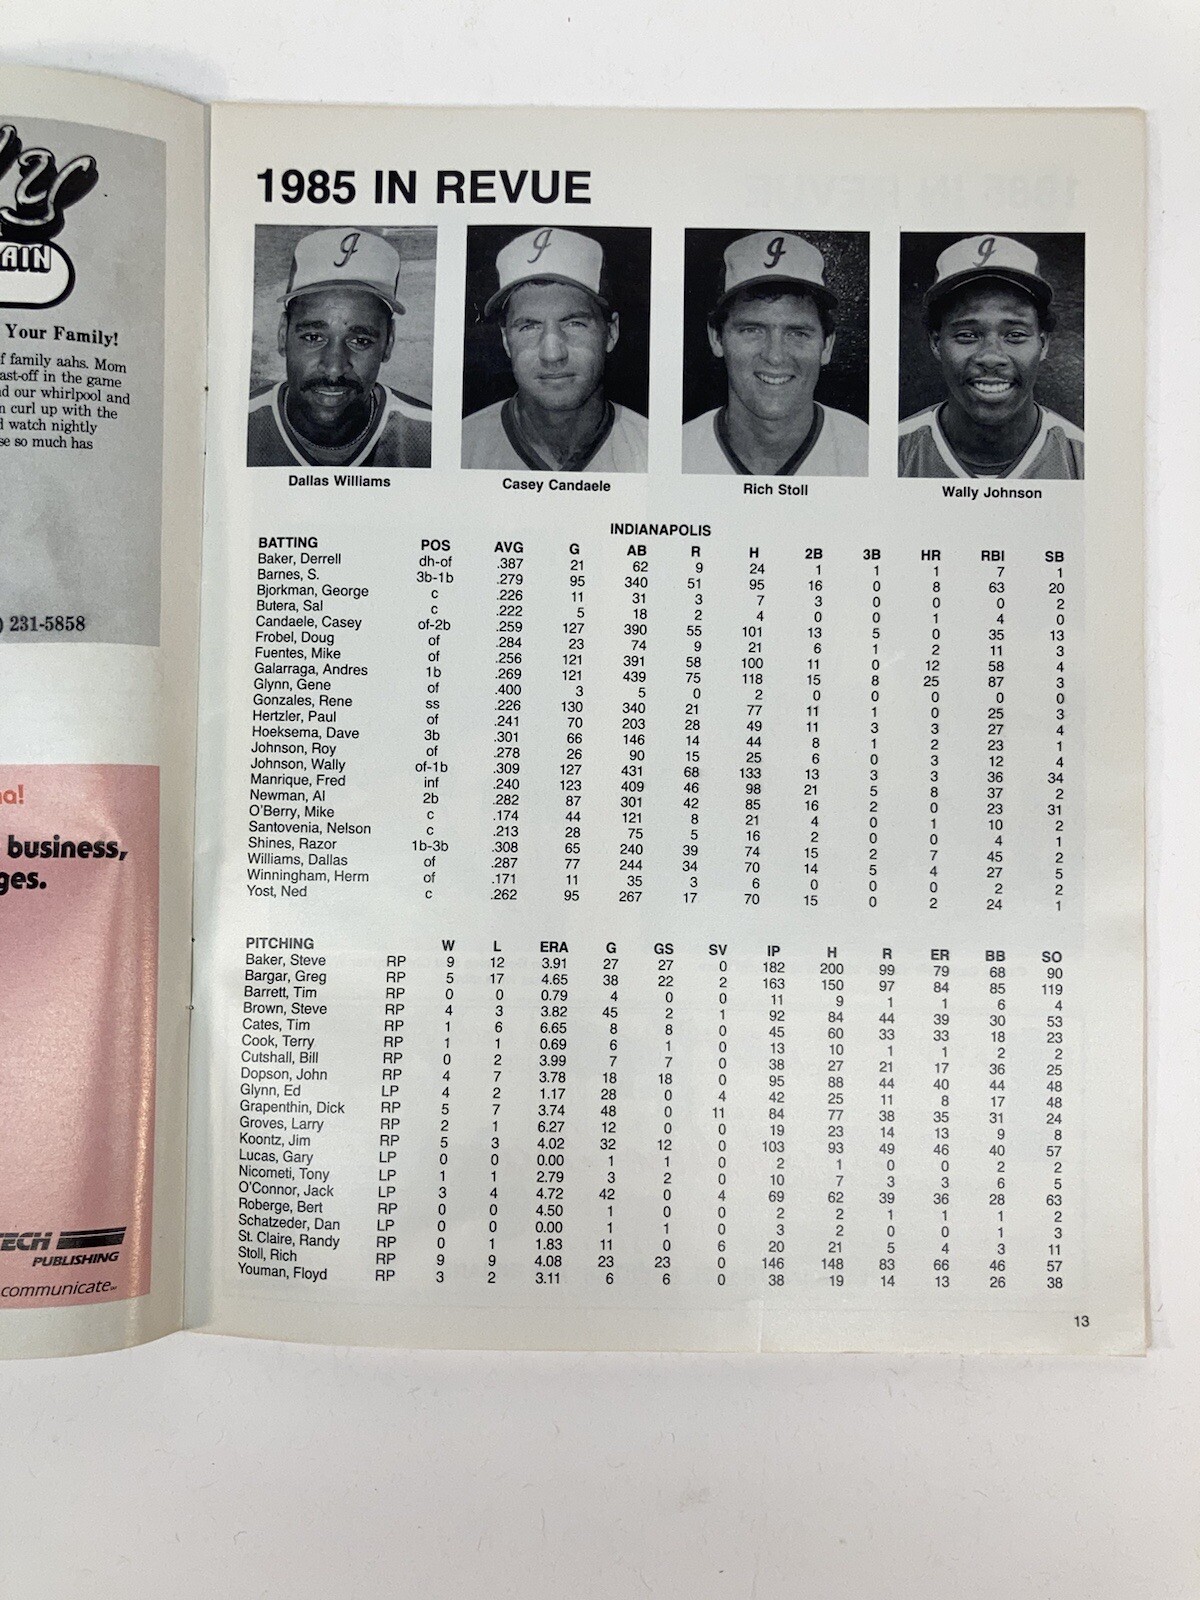 AIN
Your Family!
f family aahs. Mom
ast-off in the game
d our whirlpool and
n curl up with the
d watch nightly
se so much has
) 231-5858
a!
business,
ges.
ECH
PUBLISHING
communicate
1985 IN REVUE
Dallas Williams Casey Candaele Rich Stoll Wally Johnson
INDIANAPOLIS
BATTING POS AVG G AB R H 2B 3B HR RBI SB
Baker, Derrell dh-of .387 21 62 9 24 1 1 1 7 1
Barnes, S. 3b-1b .279 95 340 51 95 16 0 8 63 20
Bjorkman, George c .226 11 31 3 7 3 0 0 0 2
Butera, Sal c .222 5 18 2 4 0 0 1 4 0
Candaele, Casey of-2b .259 127 390 55 101 13 5 0 35 13
Frobel, Doug of .284 23 74 9 21 6 1 2 11 3
Fuentes, Mike of .256 121 391 58 100 11 0 12 58 4
Galarraga, Andres 1b .269 121 439 75 118 15 8 25 87 3
Glynn, Gene of .400 3 5 0 2 0 0 0 0 0
Gonzales, Rene ss .226 130 340 21 77 11 1 0 25 3
Hertzler, Paul of .241 70 203 28 49 11 3 3 27 4
Hoeksema, Dave 3b .301 66 146 14 44 8 1 2 23 1
Johnson, Roy of .278 26 90 15 25 6 0 3 12 4
Johnson, Wally of-1b .309 127 431 68 133 13 3 3 36 34
Manrique, Fred inf .240 123 409 46 98 21 5 8 37 2
Newman, Al 2b .282 87 301 42 85 16 2 0 23 31
O'Berry, Mike c .174 44 121 8 21 4 0 1 10 2
Santovenia, Nelson c .213 28 75 5 16 2 0 0 4 1
Shines, Razor 1b-3b .308 65 240 39 74 15 2 7 45 2
Williams, Dallas of .287 77 244 34 70 14 5 4 27 5
Winningham, Herm of .171 11 35 3 6 0 0 0 2 2
Yost, Ned c .262 95 267 17 70 15 0 2 24 1
PITCHING W L ERA G GS SV IP H R ER BB SO
Baker, Steve RP 9 12 3.91 27 27 0 182 200 99 79 68 90
Bargar, Greg RP 5 17 4.65 38 22 2 163 150 97 84 85 119
Barrett, Tim RP 0 0 0.79 4 0 0 11 9 1 1 6 4
Brown, Steve RP 4 3 3.82 45 2 1 92 84 44 39 30 53
Cates, Tim RP 1 6 6.65 8 8 0 45 60 33 33 18 23
Cook, Terry RP 1 1 0.69 6 1 0 13 10 1 1 2 2
Cutshall, Bill RP 0 2 3.99 7 7 0 38 27 21 17 36 25
Dopson, John RP 4 7 3.78 18 18 0 95 88 44 40 44 48
Glynn, Ed LP 4 2 1.17 28 0 4 42 25 11 8 17 48
Grapenthin, Dick RP 5 7 3.74 48 0 11 84 77 38 35 31 24
Groves, Larry RP 2 1 6.27 12 0 0 19 23 14 13 9 8
Koontz, Jim RP 5 3 4.02 32 12 0 103 93 49 46 40 57
Lucas, Gary LP 0 0 0.00 1 1 0 2 1 0 0 2 2
Nicometi, Tony LP 1 1 2.79 3 2 0 10 7 3 3 6 5
O'Connor, Jack LP 3 4 4.72 42 0 4 69 62 39 36 28 63
Roberge, Bert RP 0 0 4.50 1 0 0 2 2 1 1 1 2
Schatzeder, Dan LP 0 0 0.00 1 1 0 3 2 0 0 1 3
St. Claire, Randy RP 0 1 1.83 11 0 6 20 21 5 4 3 11
Stoll, Rich RP 9 9 4.08 23 23 0 146 148 83 66 46 57
Youman, Floyd RP 3 2 3.11 6 6 0 38 19 14 13 26 38
13